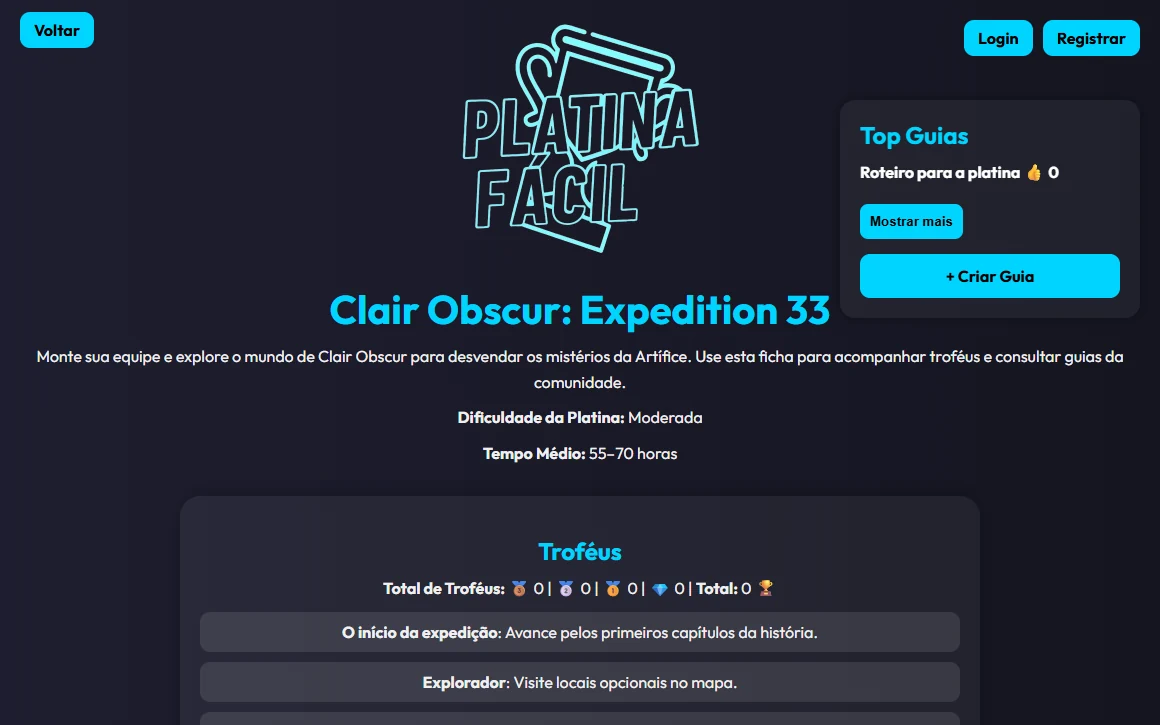 Voltar
Login
Registrar
PLATINA
FÁCIL
Top Guias
Roteiro para a platina 👍 0
Mostrar mais
+ Criar Guia
Clair Obscur: Expedition 33
Monte sua equipe e explore o mundo de Clair Obscur para desvendar os mistérios da Artífice. Use esta ficha para acompanhar troféus e consultar guias da
comunidade.
Dificuldade da Platina: Moderada
Tempo Médio: 55–70 horas
Troféus
Total de Troféus: 🥉 0 | 🥈 0 | 🥇 0 | 💎 0 | Total: 0 🏆
O início da expedição: Avance pelos primeiros capítulos da história.
Explorador: Visite locais opcionais no mapa.